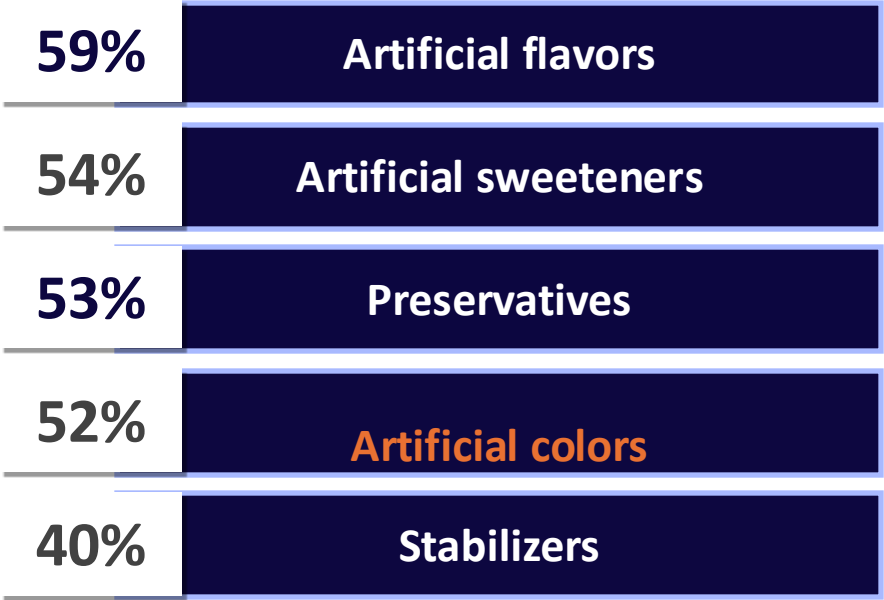 59% Artificial flavors
54% Artificial sweeteners
53% Preservatives
52% Artificial colors
40% Stabilizers